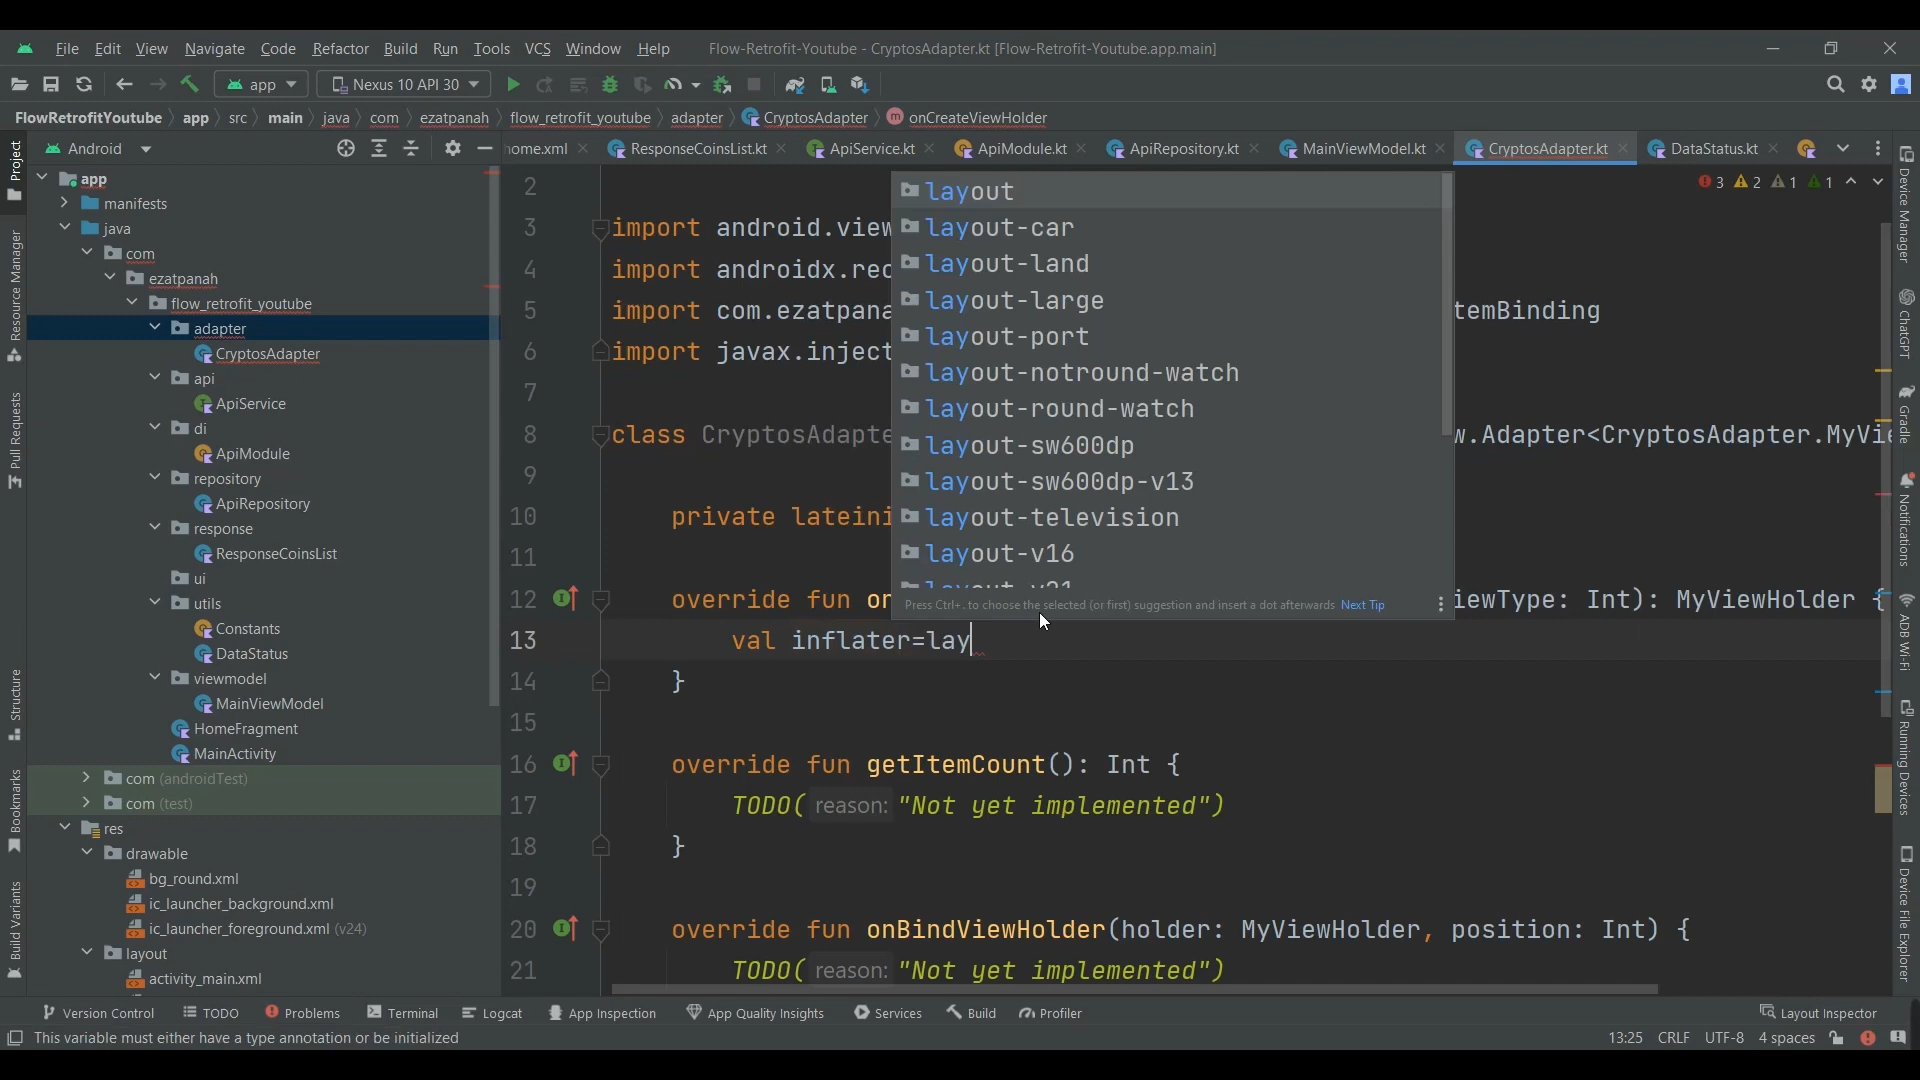 File Edit View Navigate Code Refactor Build Run Tools VCS Window Help Flow-Retrofit-Youtube - CryptosAdapter.kt [Flow-Retrofit-Youtube.app.main]
app Nexus 10 API 30
FlowRetrofitYoutube app src main java com ezatpanah flow_retrofit_youtube adapter CryptosAdapter onCreateViewHolder
Android
home.xml ResponseCoinsList.kt ApiService.kt ApiModule.kt ApiRepository.kt MainViewModel.kt CryptosAdapter.kt DataStatus.kt
3 2 1 1
Project
Resource Manager
Pull Requests
Structure
Bookmarks
Build Variants
app
manifests
java
com
ezatpanah
flow_retrofit_youtube
adapter
CryptosAdapter
api
ApiService
di
ApiModule
repository
ApiRepository
response
ResponseCoinsList
ui
utils
Constants
DataStatus
viewmodel
MainViewModel
HomeFragment
MainActivity
com (androidTest)
com (test)
res
drawable
bg_round.xml
ic_launcher_background.xml
ic_launcher_foreground.xml (v24)
layout
activity_main.xml
2
3 import android.view
4 import androidx.rec
5 import com.ezatpana temBinding
6 import javax.inject
7
8 class CryptosAdapte w.Adapter<CryptosAdapter.MyVi
9
10 private lateini
11
12 override fun on iewType: Int): MyViewHolder {
13 val inflater=lay
14 }
15
16 override fun getItemCount(): Int {
17 TODO( reason: "Not yet implemented")
18 }
19
20 override fun onBindViewHolder(holder: MyViewHolder, position: Int) {
21 TODO( reason: "Not yet implemented")
layout
layout-car
layout-land
layout-large
layout-port
layout-notround-watch
layout-round-watch
layout-sw600dp
layout-sw600dp-v13
layout-television
layout-v16
layout-v21
Press Ctrl+. to choose the selected (or first) suggestion and insert a dot afterwards Next Tip
Device Manager
ChatGPT
Gradle
Notifications
ADB Wi-Fi
Running Devices
Device File Explorer
Version Control TODO Problems Terminal Logcat App Inspection App Quality Insights Services Build Profiler Layout Inspector
This variable must either have a type annotation or be initialized 13:25 CRLF UTF-8 4 spaces